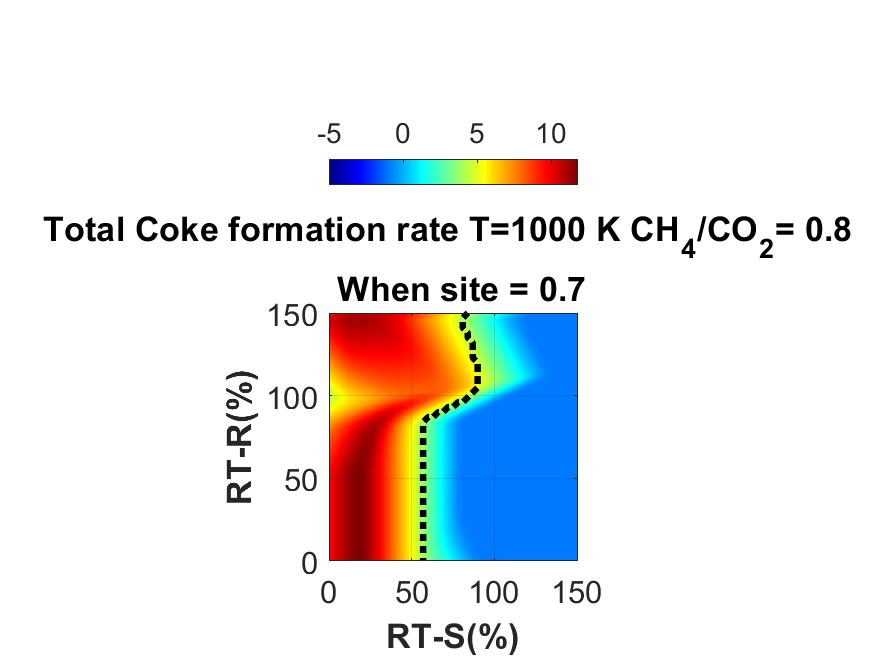 -5 0 5 10
Total Coke formation rate T=1000 K CH4/CO2= 0.8
When site = 0.7
150
100
50
0
RT-R(%)
0 50 100 150
RT-S(%)